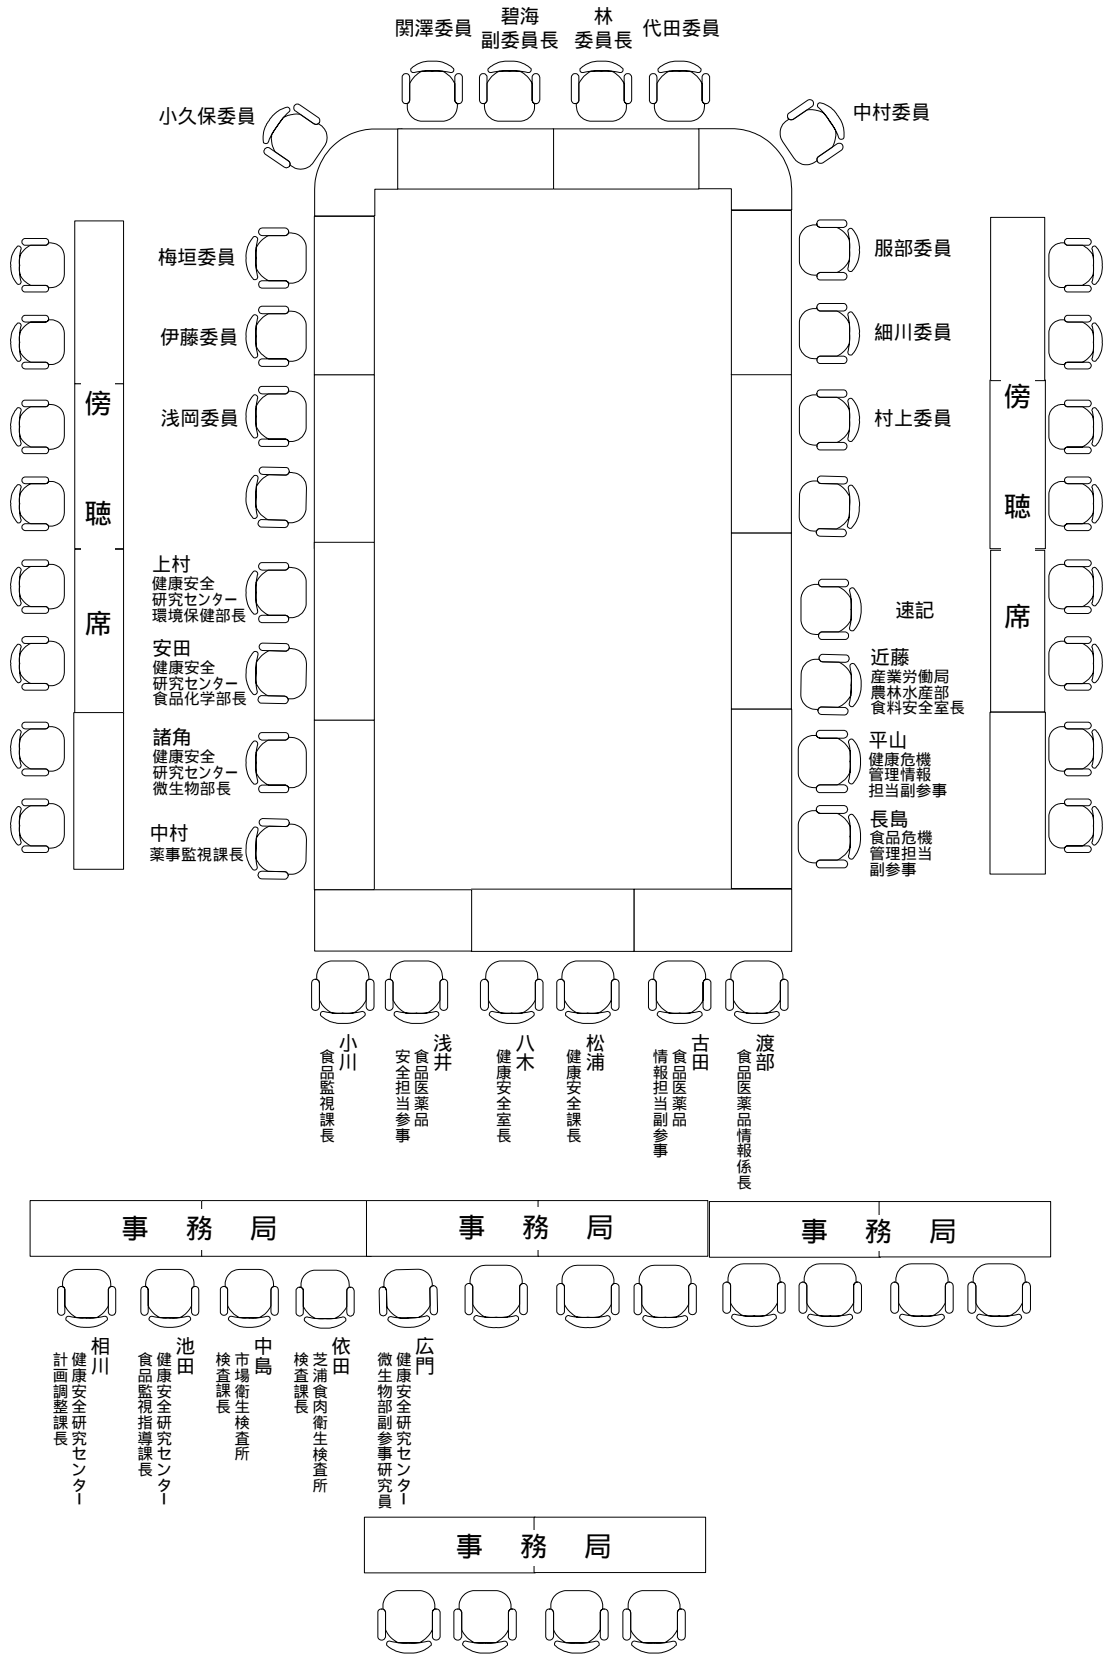 関澤委員
碧海
副委員長
林
委員長
代田委員
小久保委員
中村委員
梅垣委員
伊藤委員
浅岡委員
服部委員
細川委員
村上委員
傍
聴
席
傍
聴
席
上村
健康安全
研究センター
環境保健部長
安田
健康安全
研究センター
食品化学部長
諸角
健康安全
研究センター
微生物部長
中村
薬事監視課長
速記
近藤
産業労働局
農林水産部
食料安全室長
平山
健康危機
管理情報
担当副参事
長島
食品危機
管理担当
副参事
小川
食品監視課長
浅井
食品医薬品
安全担当参事
八木
健康安全室長
松浦
健康安全課長
古田
食品医薬品
情報担当副参事
渡部
食品医薬品情報係長
事 務 局
事 務 局
事 務 局
相川
健康安全研究センター
計画調整課長
池田
健康安全研究センター
食品監視指導課長
中島
市場衛生検査所
検査課長
依田
芝浦食肉衛生検査所
検査課長
広門
健康安全研究センター
微生物部副参事研究員
事 務 局